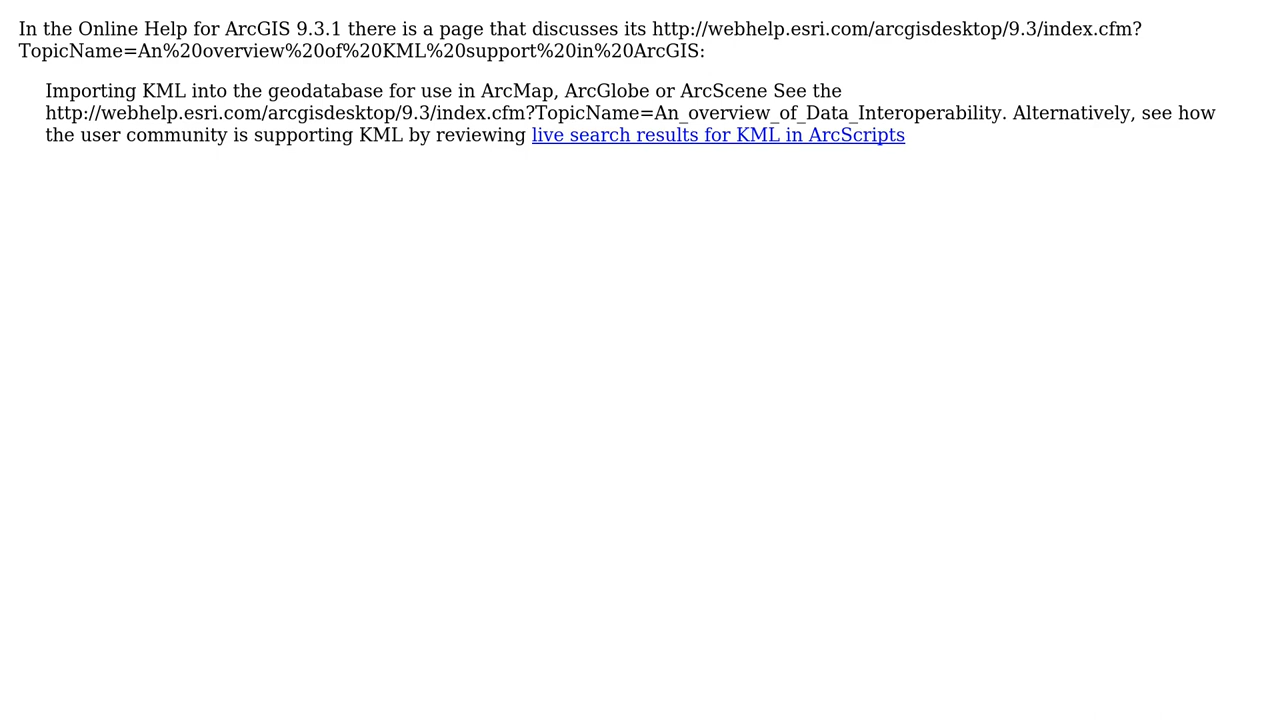 In the Online Help for ArcGIS 9.3.1 there is a page that discusses its http://webhelp.esri.com/arcgisdesktop/9.3/index.cfm?
TopicName=An%20overview%20of%20KML%20support%20in%20ArcGIS:
Importing KML into the geodatabase for use in ArcMap, ArcGlobe or ArcScene See the
http://webhelp.esri.com/arcgisdesktop/9.3/index.cfm?TopicName=An_overview_of_Data_Interoperability. Alternatively, see how
the user community is supporting KML by reviewing live search results for KML in ArcScripts